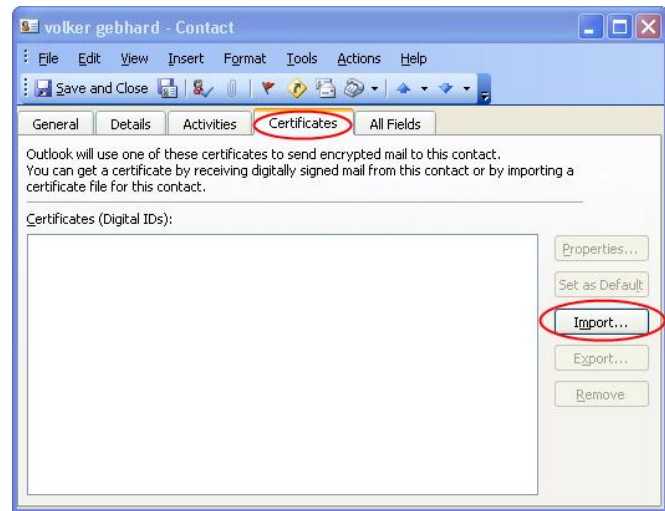 volker gebhard - Contact
File Edit View Insert Format Tools Actions Help
Save and Close
General Details Activities Certificates All Fields
Outlook will use one of these certificates to send encrypted mail to this contact.
You can get a certificate by receiving digitally signed mail from this contact or by importing a
certificate file for this contact.
Certificates (Digital IDs):
Properties...
Set as Default
Import...
Export...
Remove